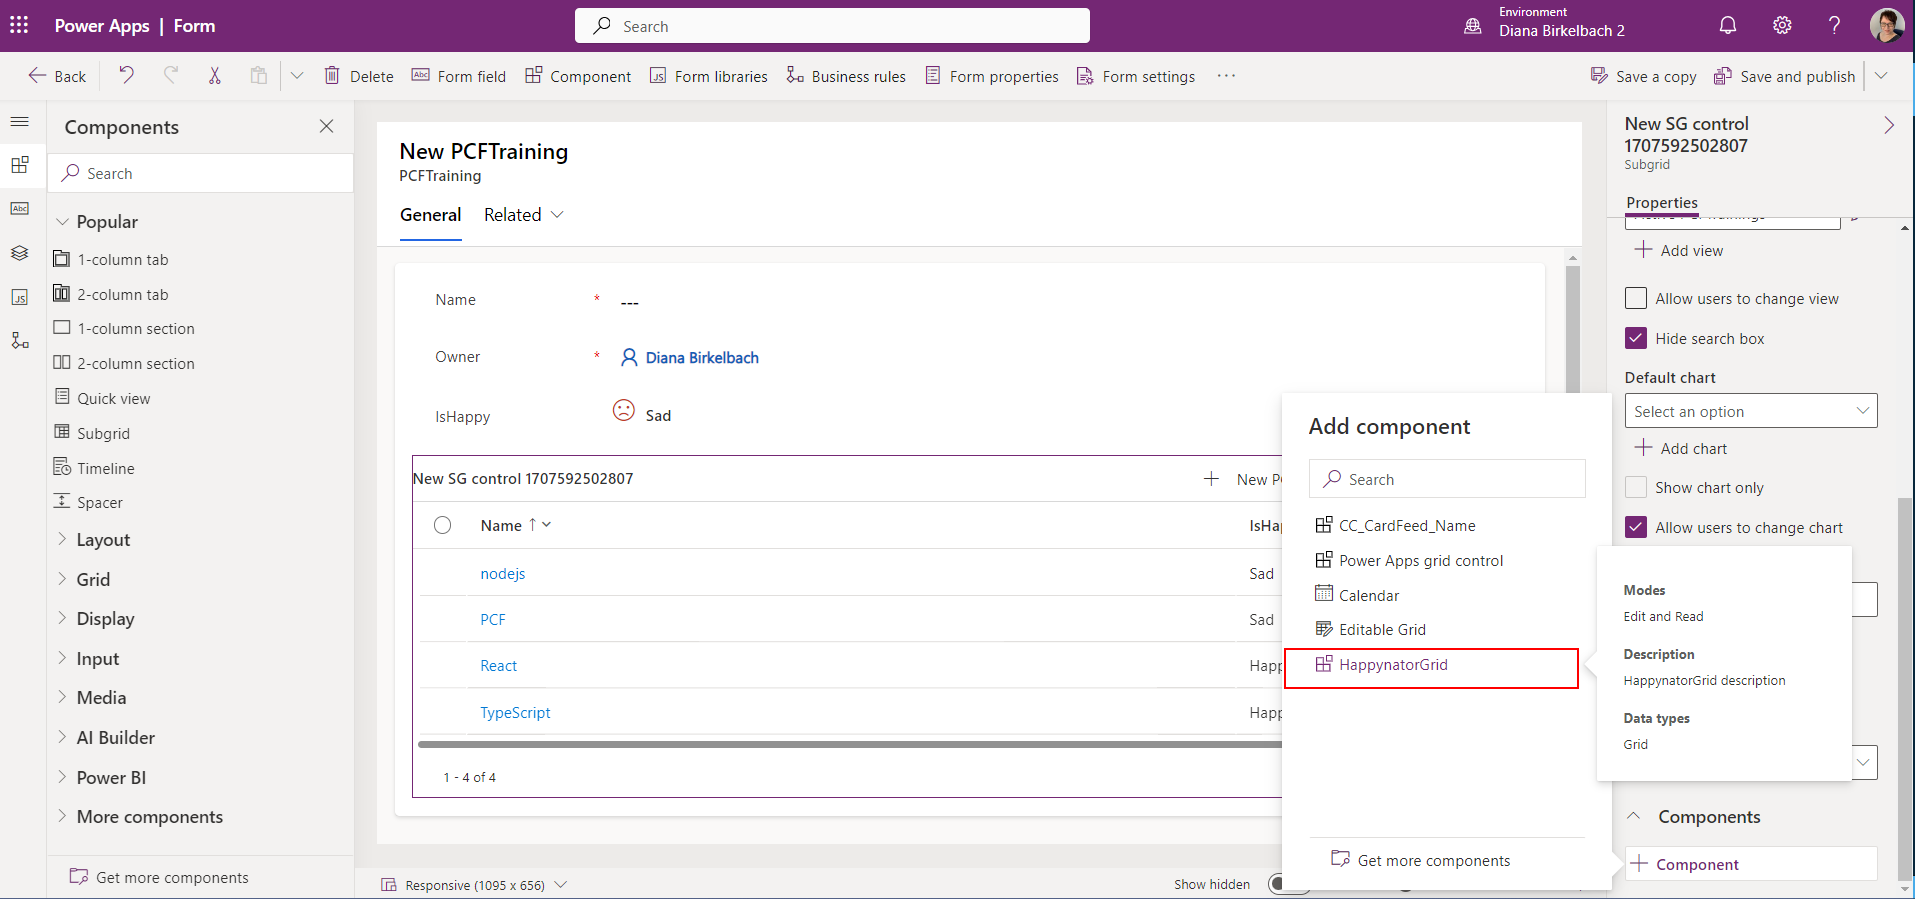 Power Apps | Form
Search
Environment
Diana Birkelbach 2
?
Back
Delete
Abc Form field
Component
JS Form libraries
Business rules
Form properties
Form settings
···
Save a copy
Save and publish
Components
Search
Abc
JS
Popular
1-column tab
2-column tab
1-column section
2-column section
Quick view
Subgrid
Timeline
Spacer
Layout
Grid
Display
Input
Media
AI Builder
Power BI
More components
Get more components
New PCFTraining
PCFTraining
General
Related
Name * ---
Owner * Diana Birkelbach
IsHappy Sad
New SG control 1707592502807
New PC
Name ↑ IsHap
nodejs Sad
PCF Sad
React Happ
TypeScript Happ
1 - 4 of 4
Responsive (1095 x 656)
Show hidden
Add component
Search
CC_CardFeed_Name
Power Apps grid control
Calendar
Editable Grid
HappynatorGrid
Get more components
New SG control
1707592502807
Subgrid
Properties
Add view
Allow users to change view
Hide search box
Default chart
Select an option
Add chart
Show chart only
Allow users to change chart
Modes
Edit and Read
Description
HappynatorGrid description
Data types
Grid
Components
Component